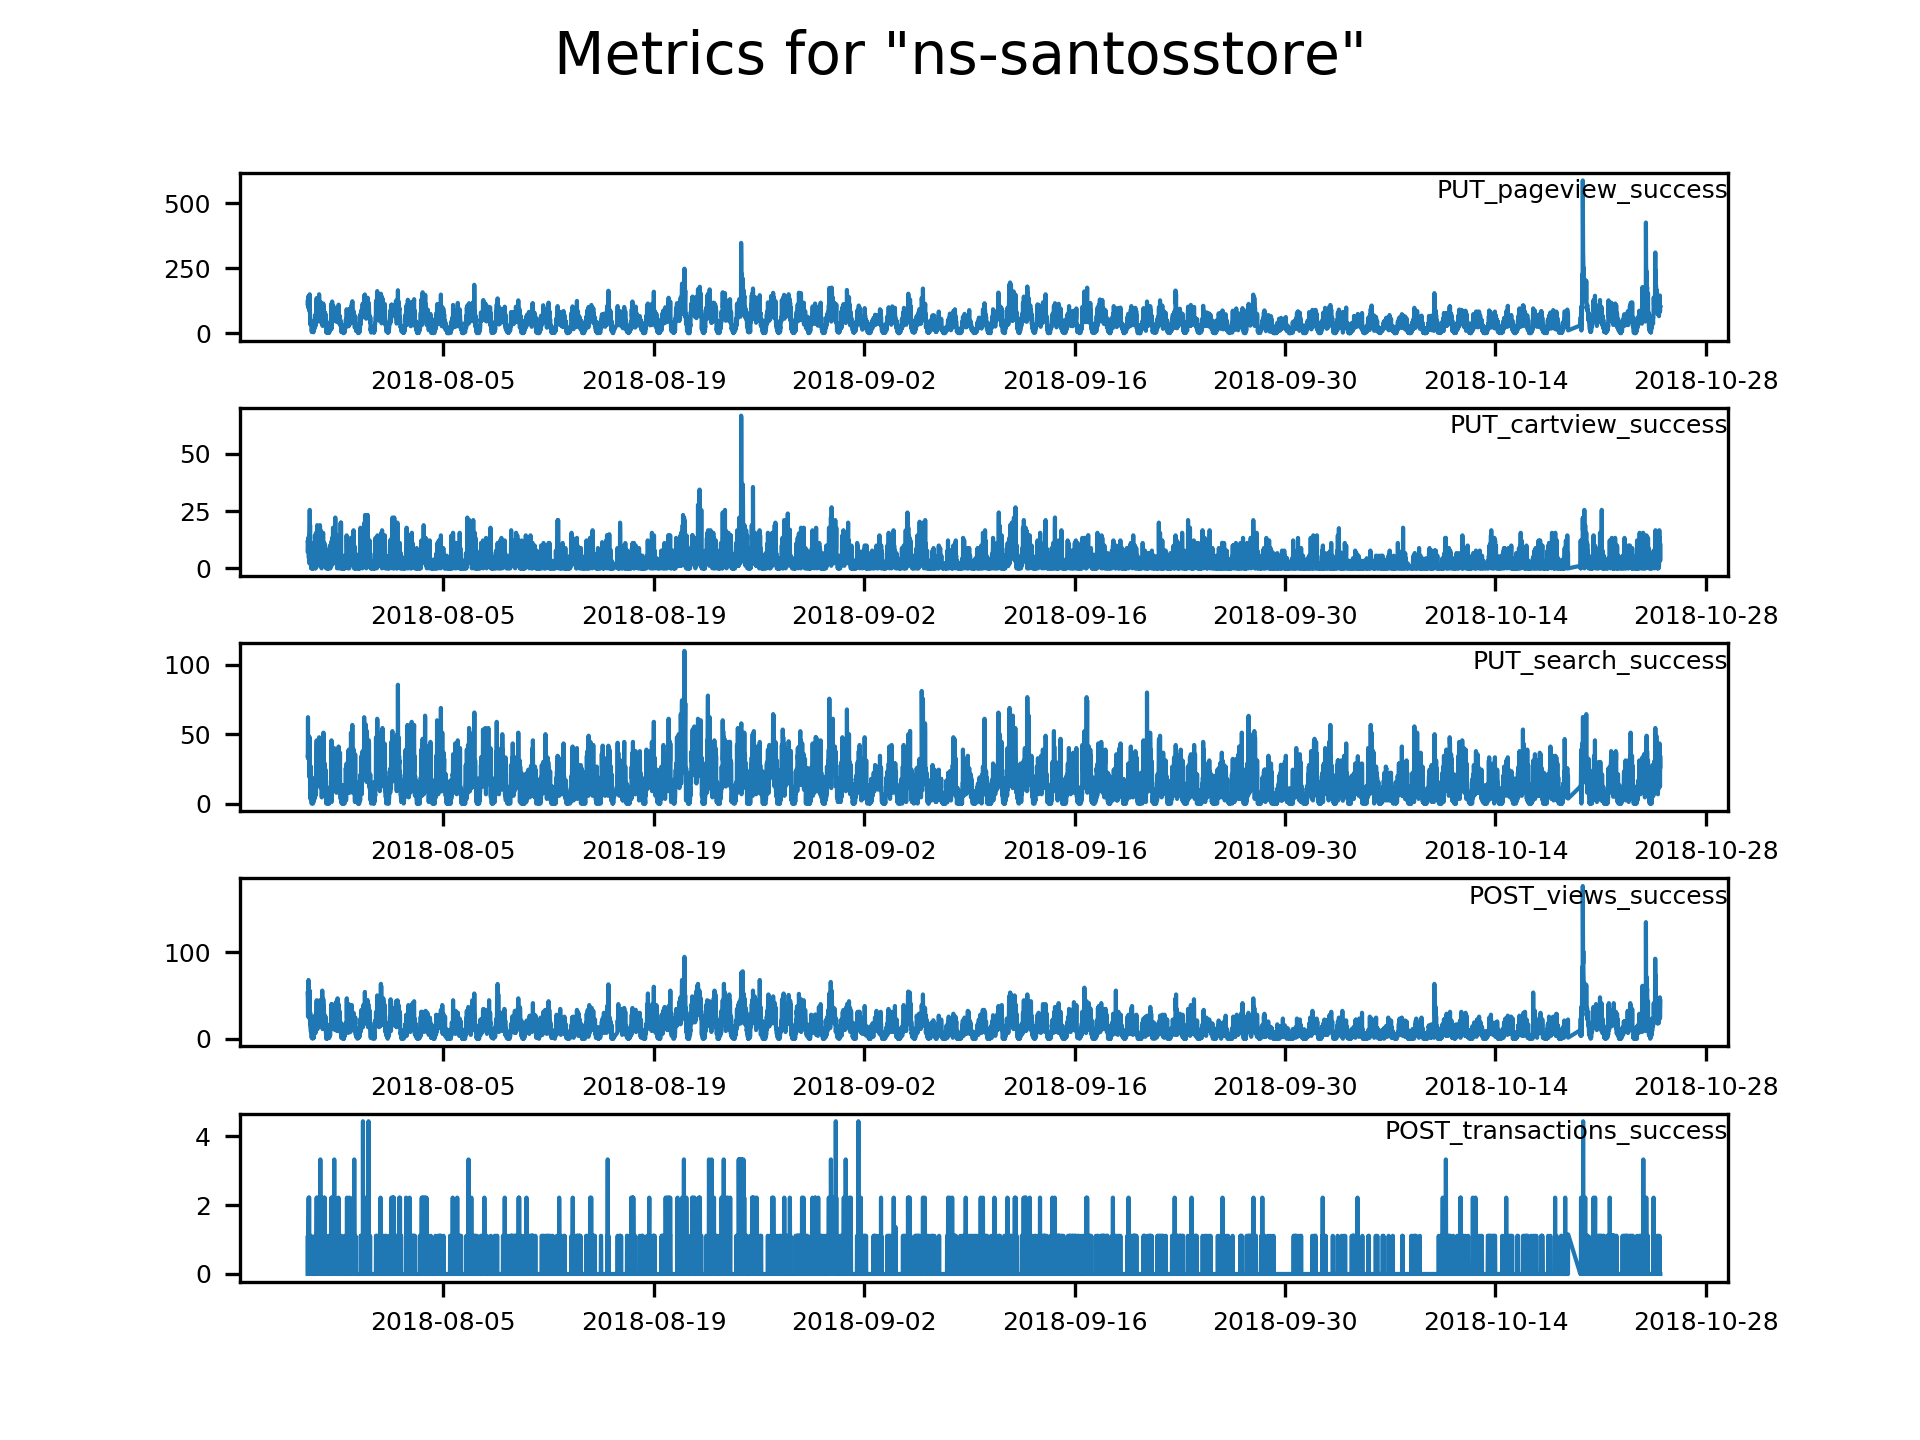 Metrics for "ns-santosstore"
PUT_pageview_success
500
250
0
2018-08-05 2018-08-19 2018-09-02 2018-09-16 2018-09-30 2018-10-14 2018-10-28
PUT_cartview_success
50
25
0
2018-08-05 2018-08-19 2018-09-02 2018-09-16 2018-09-30 2018-10-14 2018-10-28
PUT_search_success
100
50
0
2018-08-05 2018-08-19 2018-09-02 2018-09-16 2018-09-30 2018-10-14 2018-10-28
POST_views_success
100
0
2018-08-05 2018-08-19 2018-09-02 2018-09-16 2018-09-30 2018-10-14 2018-10-28
POST_transactions_success
4
2
0
2018-08-05 2018-08-19 2018-09-02 2018-09-16 2018-09-30 2018-10-14 2018-10-28